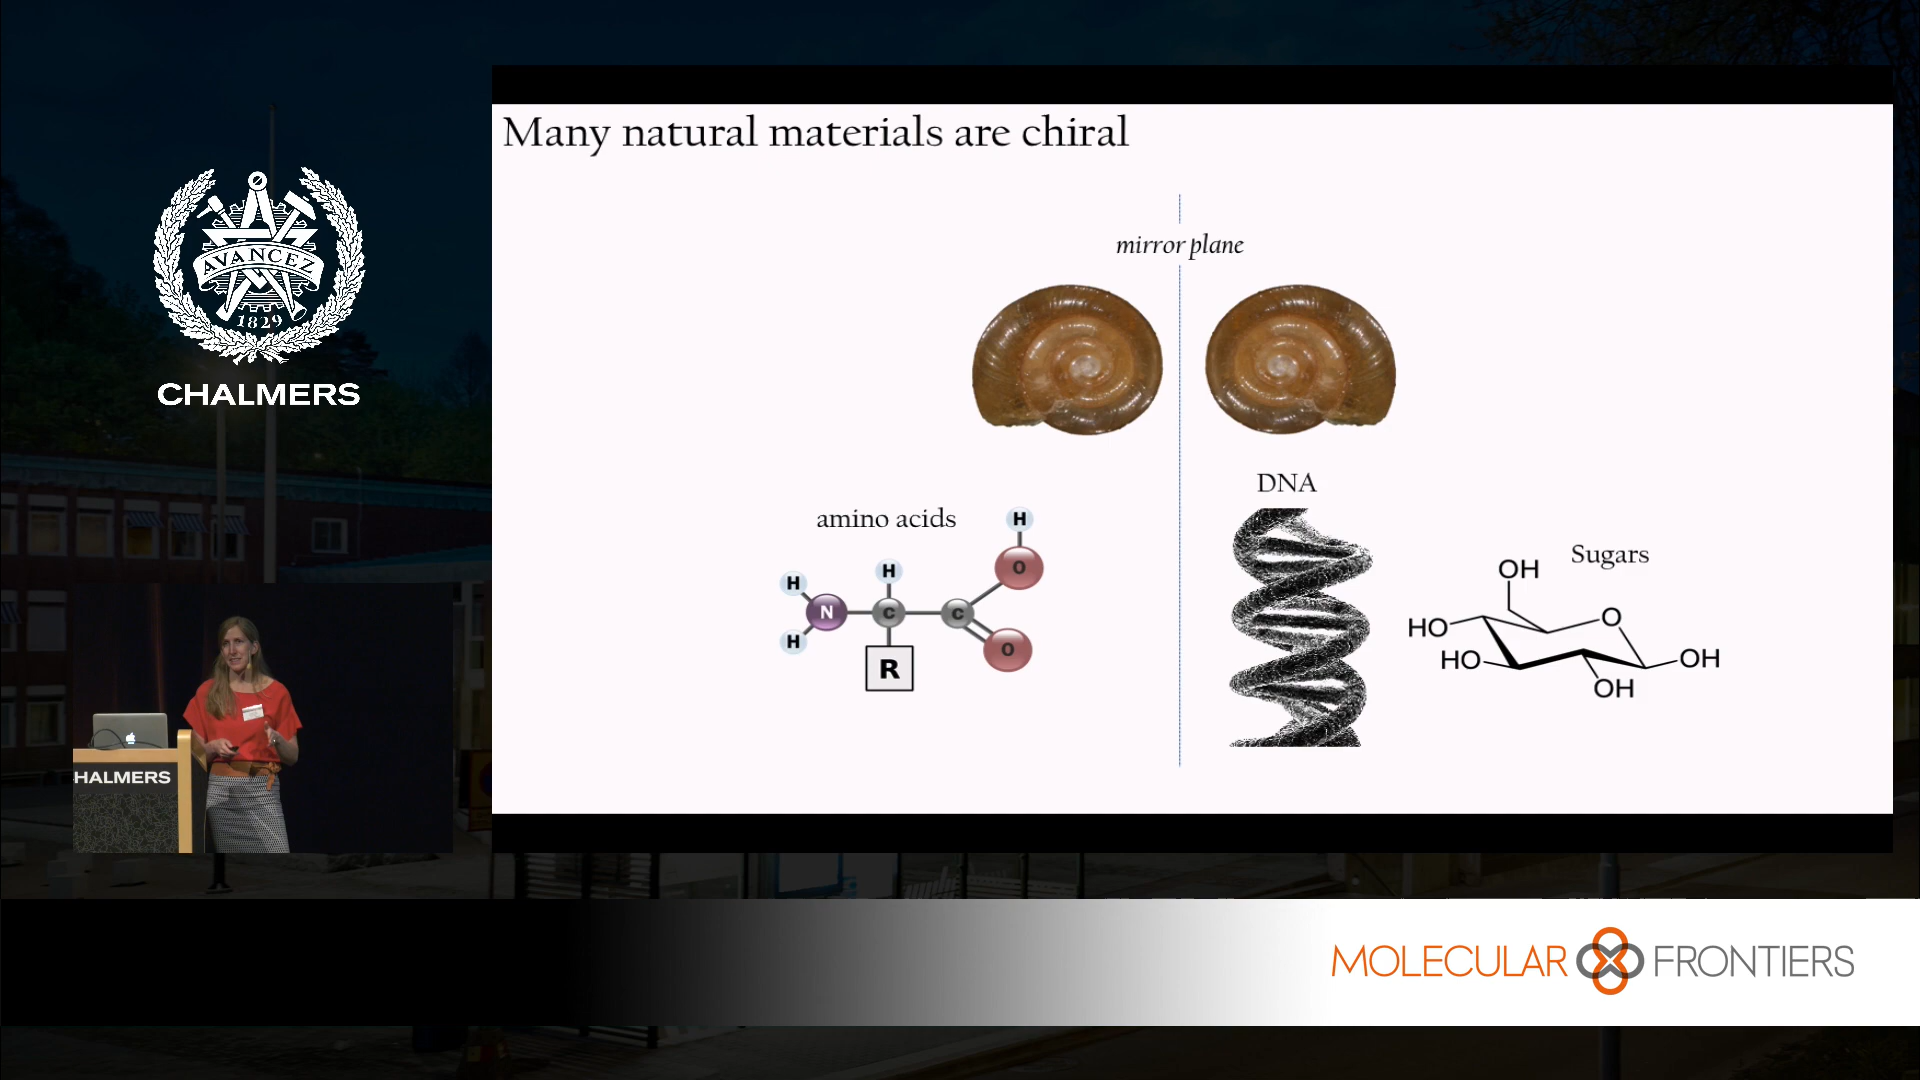 Many natural materials are chiral
mirror plane
AVANCEZ
1829
CHALMERS
DNA
amino acids
H
H
H
N
C
C
H
R
O
O
Sugars
OH
O
HO
HO
OH
OH
HALMERS
MOLECULAR FRONTIERS